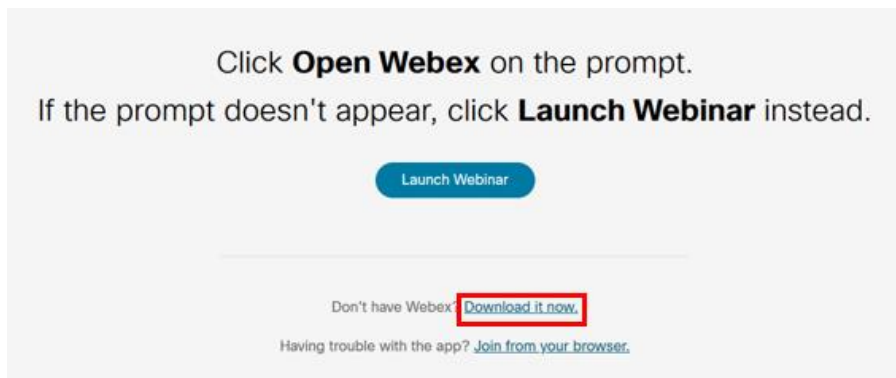 Click Open Webex on the prompt.
If the prompt doesn't appear, click Launch Webinar instead.
Launch Webinar
Don't have Webex? Download it now.
Having trouble with the app? Join from your browser.